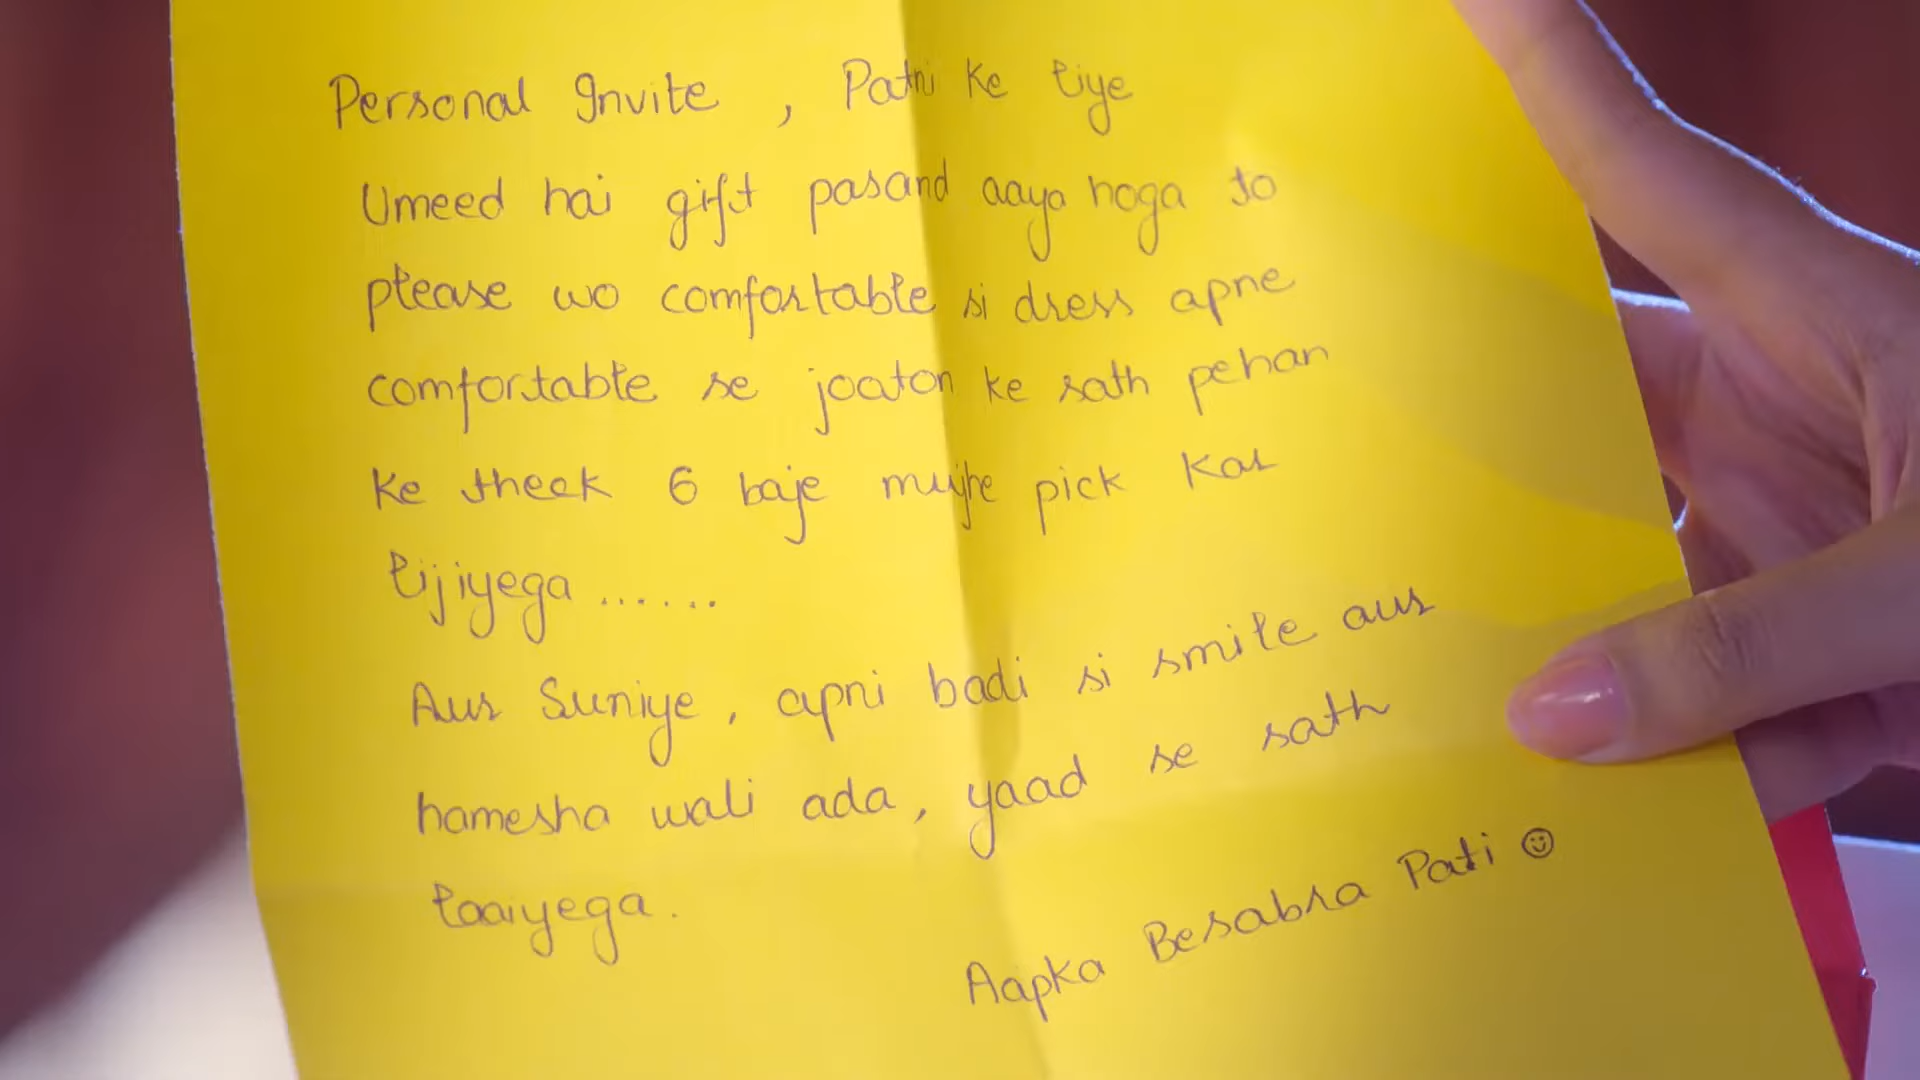 Personal Invite , Patni ke liye
Umeed hai gift pasand aaya hoga to
please wo comfortable si dress apne
comfortable se jooton ke sath pehan
ke theek 6 baje mujhe pick kar
lijiyega ......
Aur Suniye , apni badi si smile aur
hamesha wali ada , yaad se sath
laaiyega .
Aapka Besabra Pati ☺